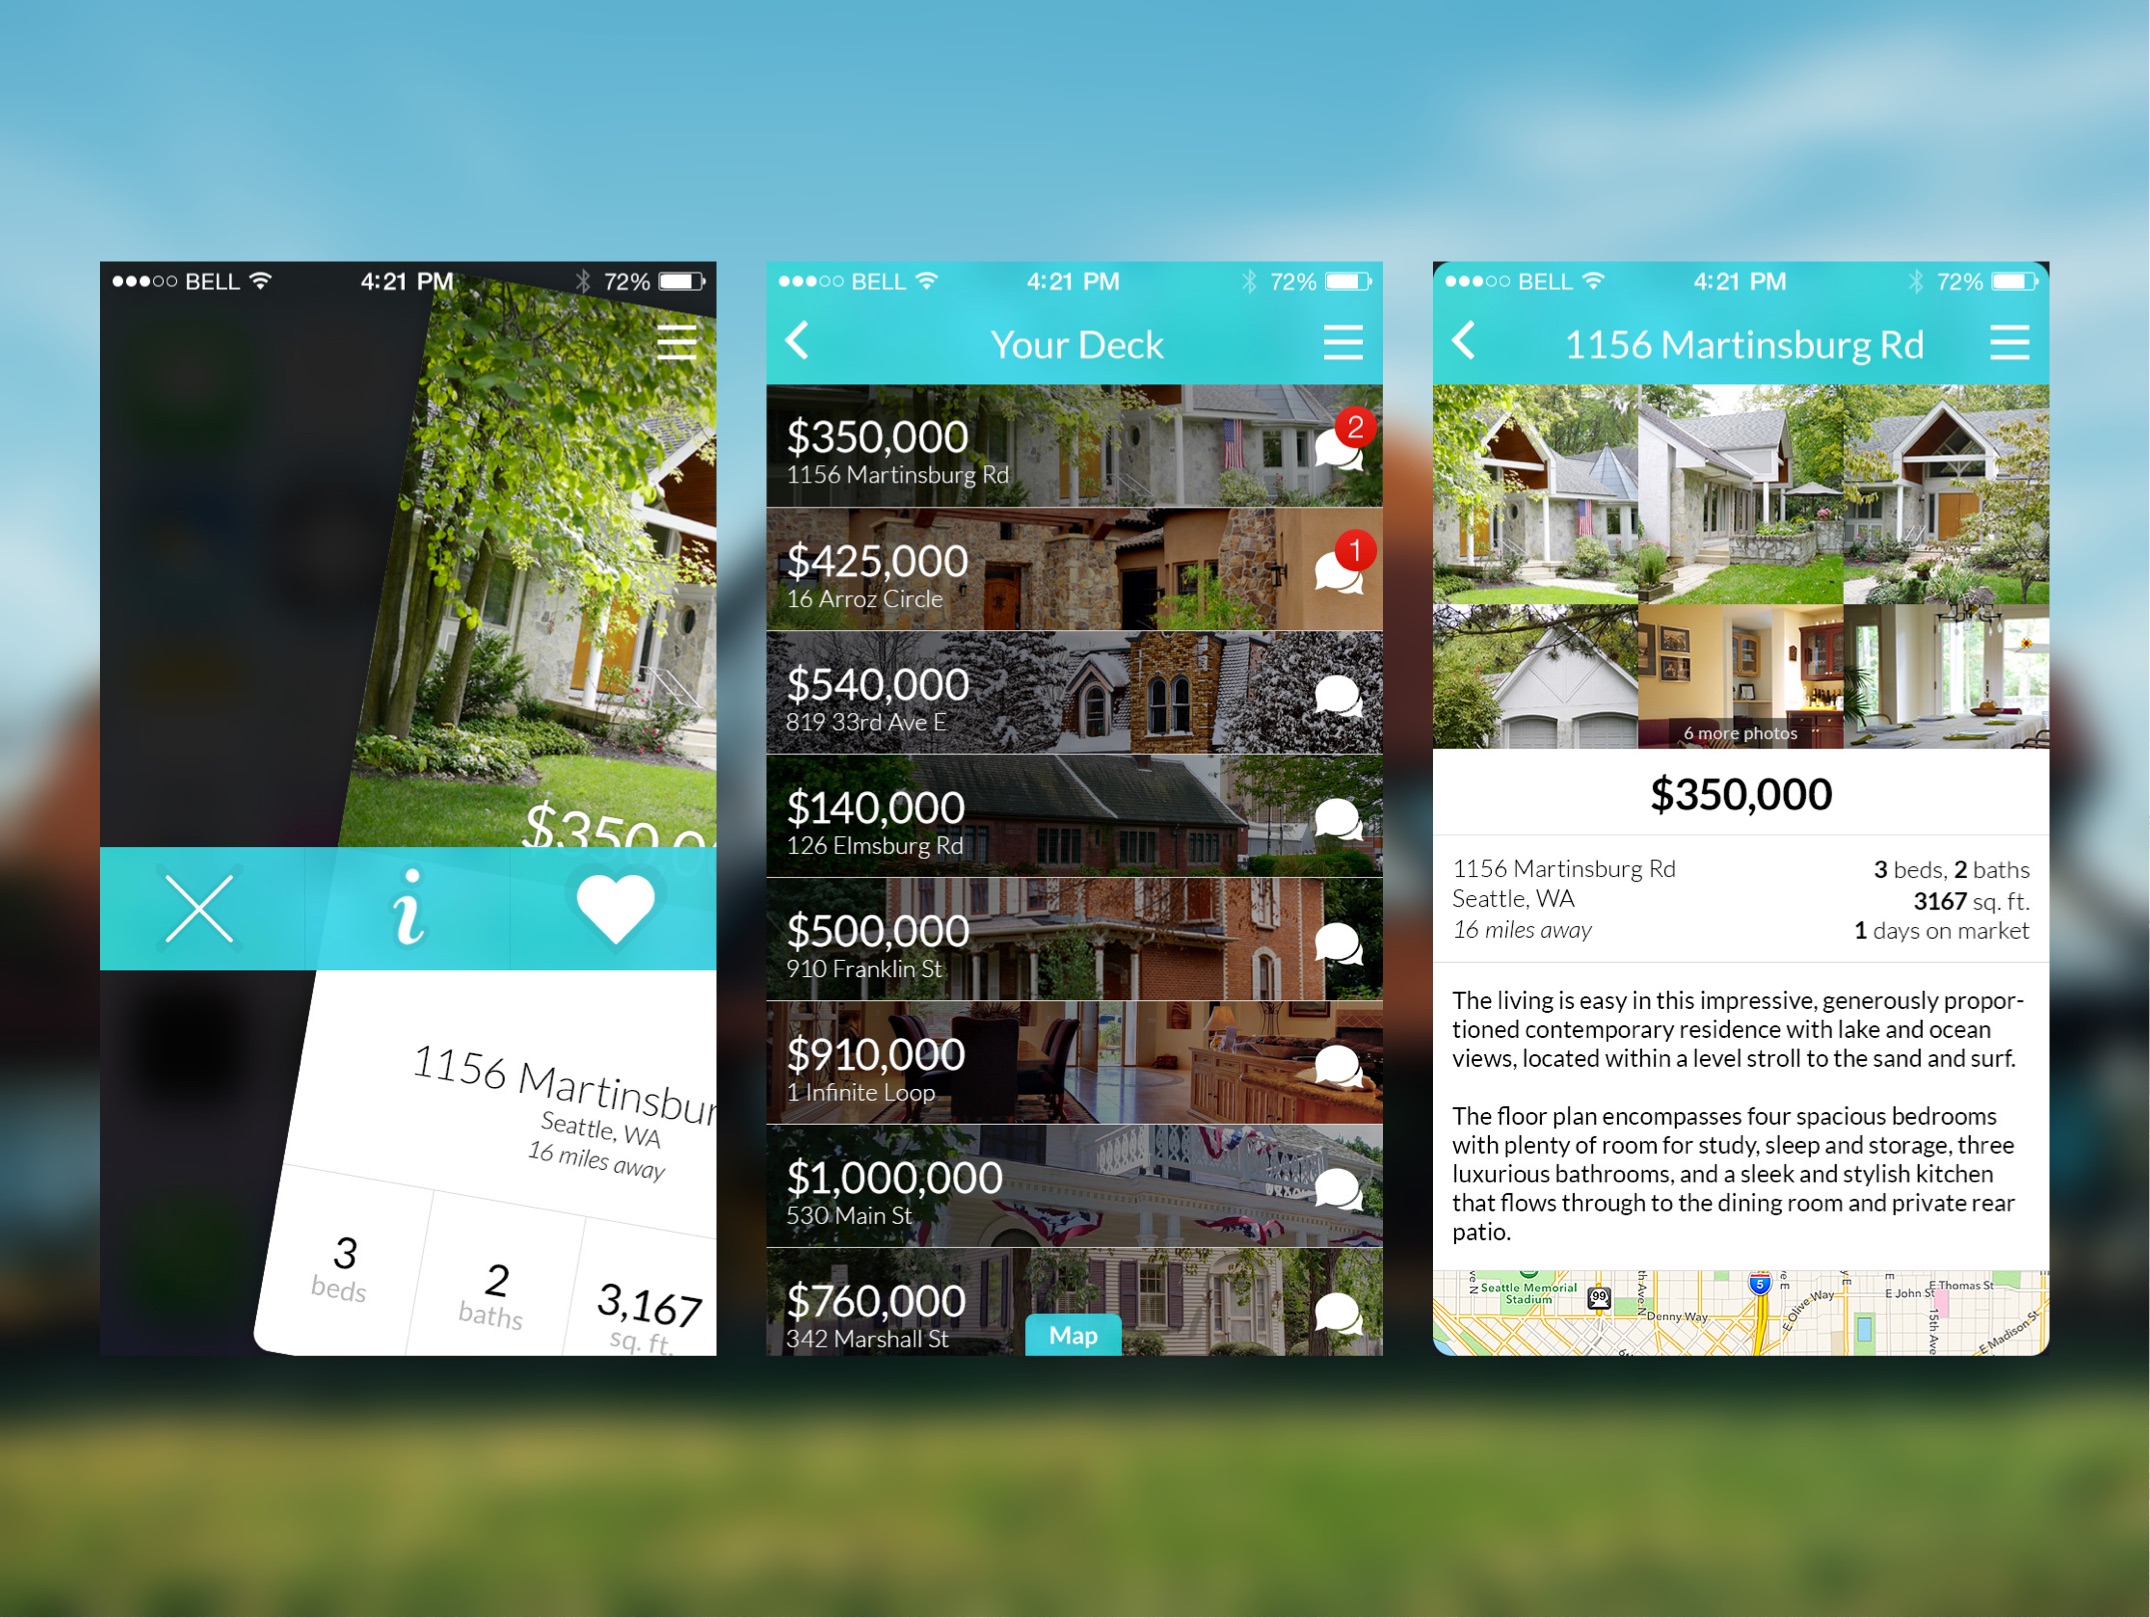 BELL 4:21 PM 72%
$350,0
1156 Martinsbur
Seattle, WA
16 miles away
3
beds
2
baths
3,167
sq. ft.
BELL 4:21 PM 72%
Your Deck
$350,000
1156 Martinsburg Rd
2
$425,000
16 Arroz Circle
1
$540,000
819 33rd Ave E
$140,000
126 Elmsburg Rd
$500,000
910 Franklin St
$910,000
1 Infinite Loop
$1,000,000
530 Main St
$760,000
342 Marshall St
Map
BELL 4:21 PM 72%
1156 Martinsburg Rd
6 more photos
$350,000
1156 Martinsburg Rd
Seattle, WA
16 miles away
3 beds, 2 baths
3167 sq. ft.
1 days on market
The living is easy in this impressive, generously propor-
tioned contemporary residence with lake and ocean
views, located within a level stroll to the sand and surf.
The floor plan encompasses four spacious bedrooms
with plenty of room for study, sleep and storage, three
luxurious bathrooms, and a sleek and stylish kitchen
that flows through to the dining room and private rear
patio.
Seattle Memorial
Stadium
99
5
Denny Way
E Olive Way
E John St
E Thomas St
15th Ave
E Madison St